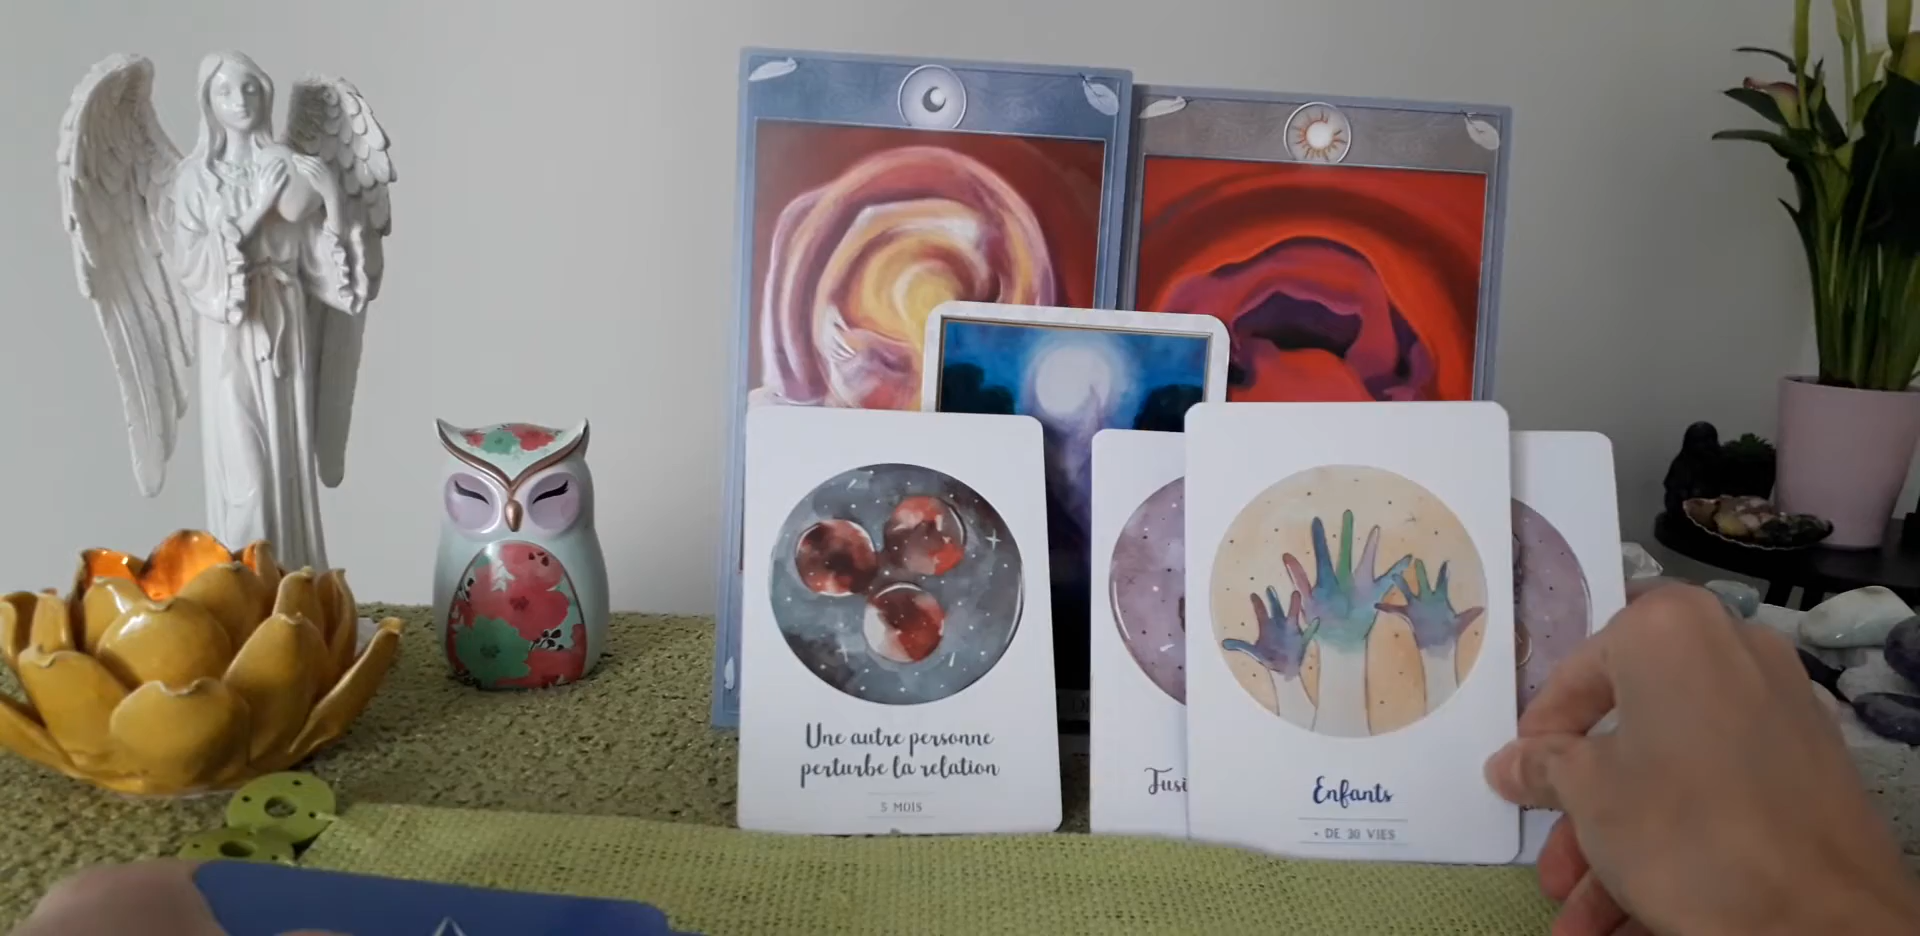 Une autre personne
perturbe la relation
5 MOIS
Enfants
+ DE 30 VIES